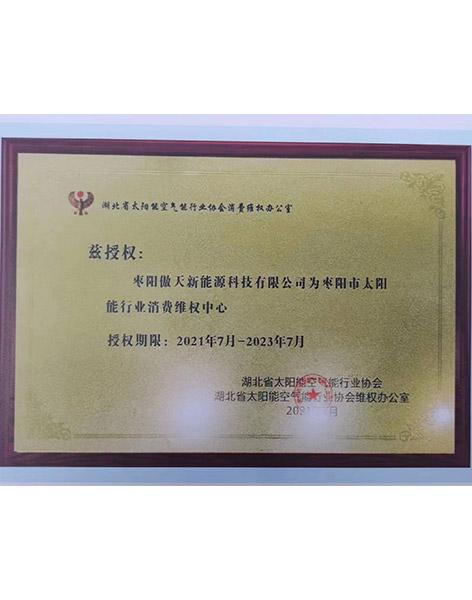 湖北省太阳能空气能行业协会消费维权办公室
兹授权：
枣阳傲天新能源科技有限公司为枣阳市太阳
能行业消费维权中心
授权期限：2021年7月-2023年7月
湖北省太阳能空气能行业协会
湖北省太阳能空气能行业协会维权办公室
2021 月